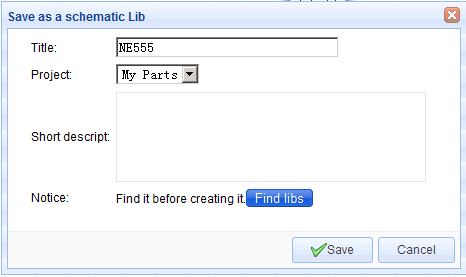 Save as a schematic Lib
Title: NE555
Project: My Parts
Short descript:
Notice: Find it before creating it. Find libs
Save Cancel